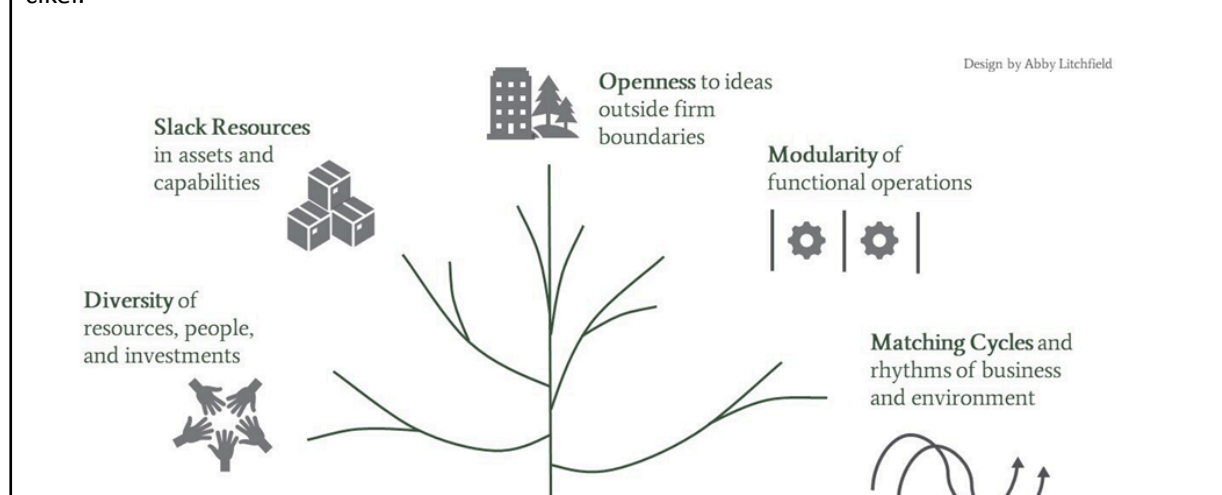 Design by Abby Litchfield
Openness to ideas
outside firm
boundaries
Slack Resources
in assets and
capabilities
Modularity of
functional operations
Diversity of
resources, people,
and investments
Matching Cycles and
rhythms of business
and environment